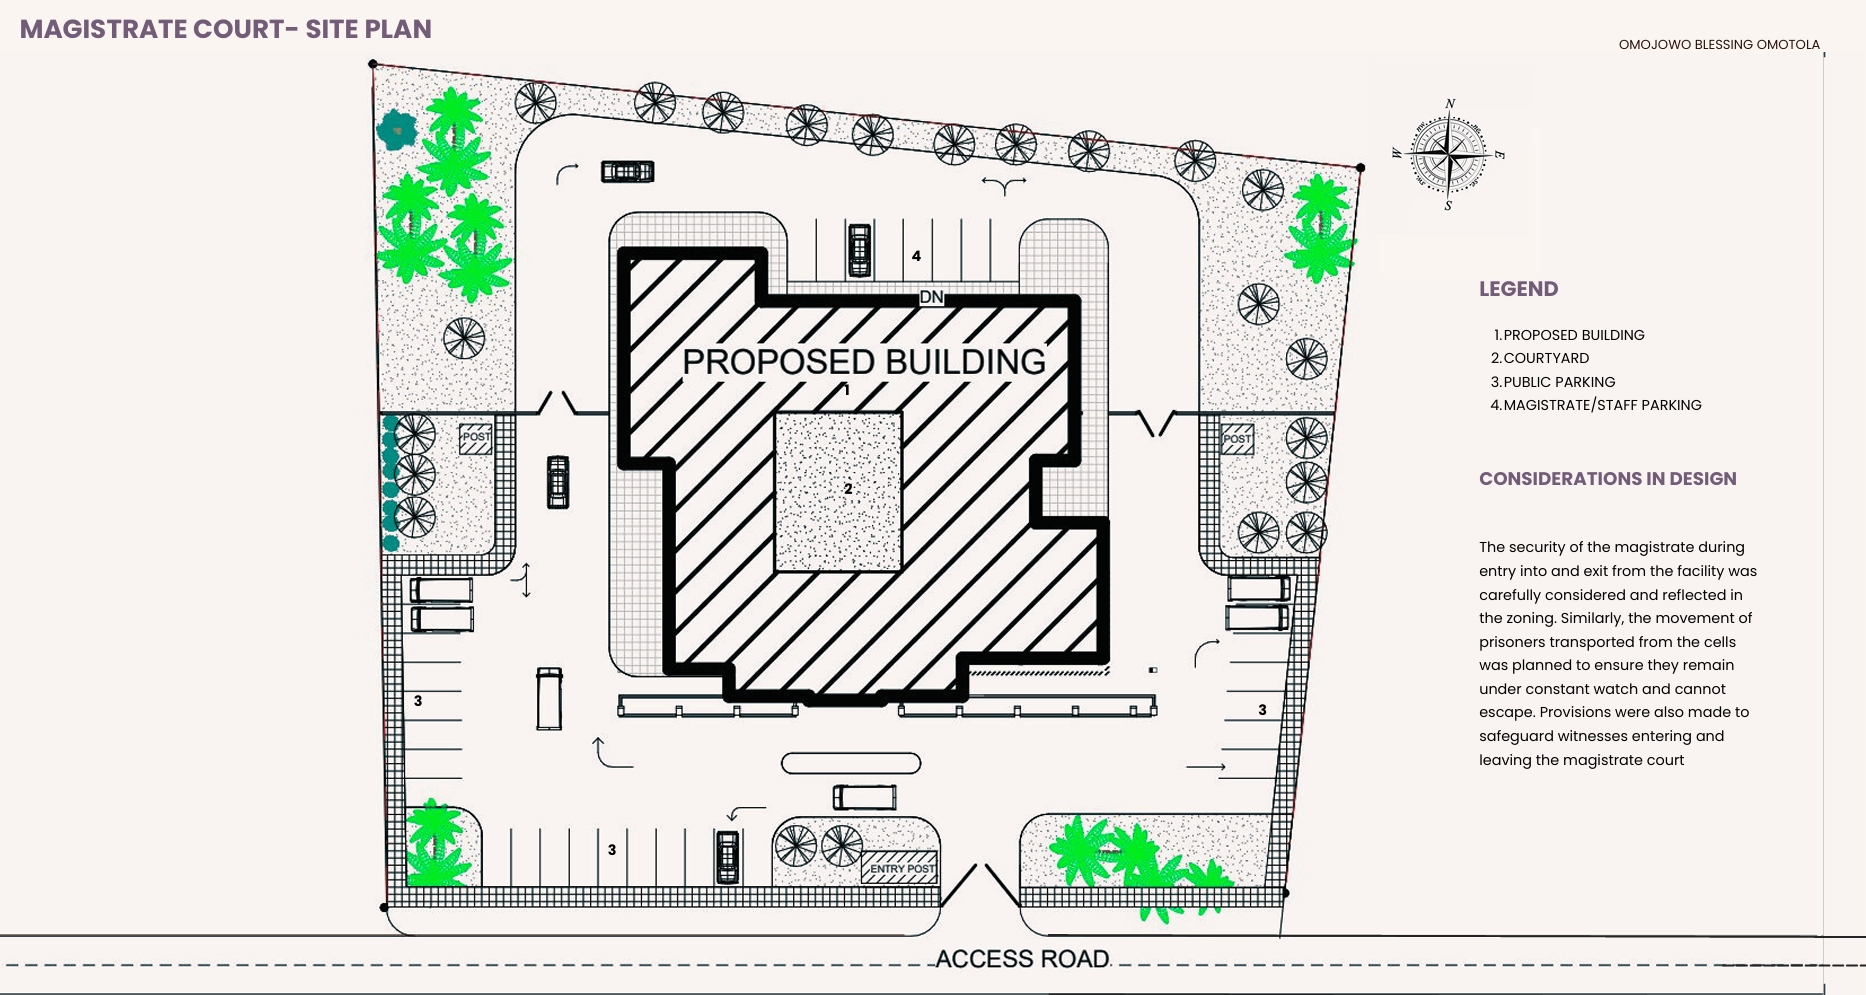 MAGISTRATE COURT- SITE PLAN
OMOJOWO BLESSING OMOTOLA
N
W
E
S
4
DN
PROPOSED BUILDING
1
2
POST
POST
3
3
3
ENTRY POST
ACCESS ROAD
LEGEND
1.PROPOSED BUILDING
2.COURTYARD
3.PUBLIC PARKING
4.MAGISTRATE/STAFF PARKING
CONSIDERATIONS IN DESIGN
The security of the magistrate during
entry into and exit from the facility was
carefully considered and reflected in
the zoning. Similarly, the movement of
prisoners transported from the cells
was planned to ensure they remain
under constant watch and cannot
escape. Provisions were also made to
safeguard witnesses entering and
leaving the magistrate court